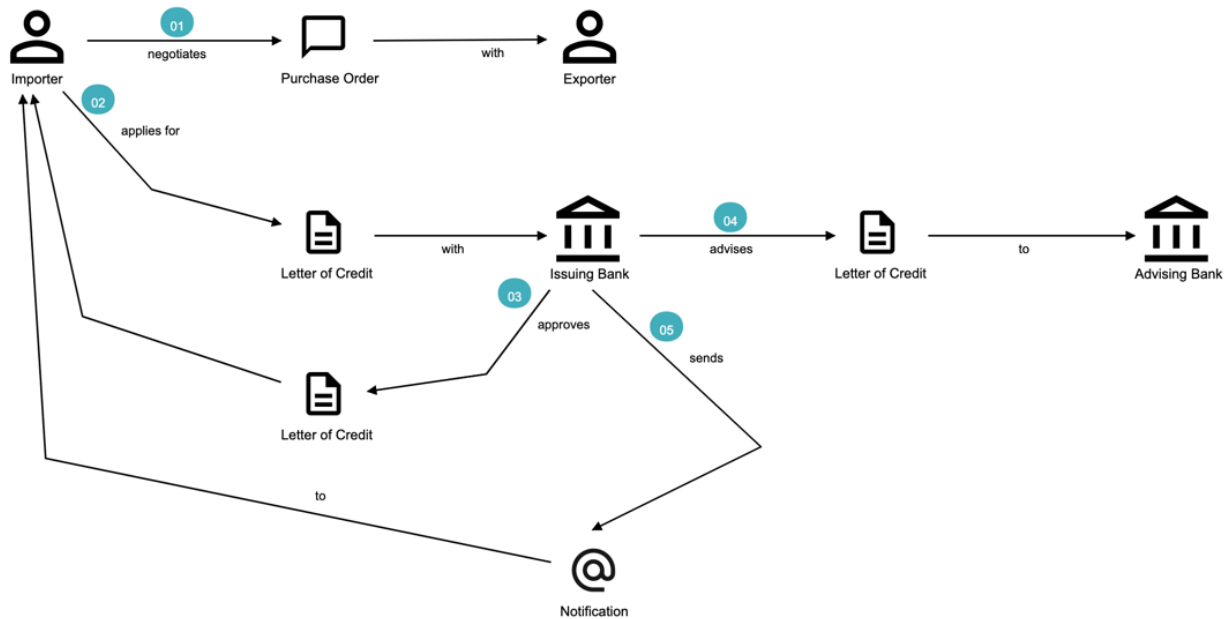 01
negotiates
with
Importer
Purchase Order
Exporter
02
applies for
04
with
advises
to
Letter of Credit
Issuing Bank
Letter of Credit
Advising Bank
03
approves
05
sends
Letter of Credit
to
Notification